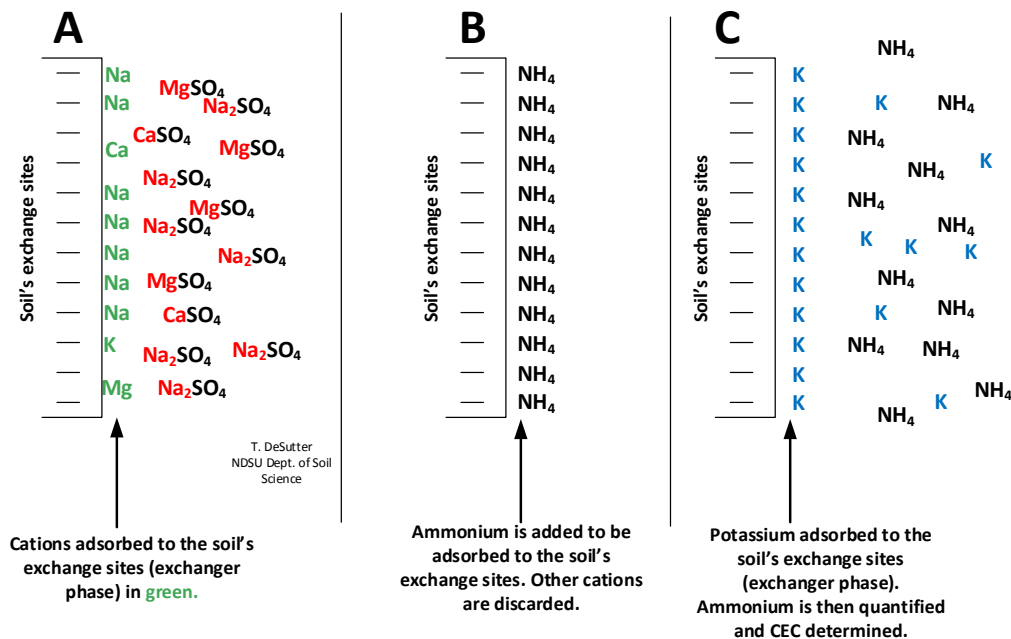 A
Soil's exchange sites
Na
MgSO₄
Na
Na₂SO₄
CaSO₄
Ca
MgSO₄
Na₂SO₄
Na
MgSO₄
Na
Na₂SO₄
Na
Na₂SO₄
Na
MgSO₄
Na
CaSO₄
K
Na₂SO₄
Na₂SO₄
Mg
Na₂SO₄
T. DeSutter
NDSU Dept. of Soil
Science
Cations adsorbed to the soil's
exchange sites (exchanger
phase) in green.
B
Soil's exchange sites
NH₄
NH₄
NH₄
NH₄
NH₄
NH₄
NH₄
NH₄
NH₄
NH₄
NH₄
NH₄
Ammonium is added to be
adsorbed to the soil's
exchange sites. Other cations
are discarded.
C
Soil's exchange sites
NH₄
K
K
K
NH₄
K
NH₄
K
NH₄
K
K
NH₄
K
NH₄
K
K
K
K
K
NH₄
K
K
NH₄
K
NH₄
NH₄
K
NH₄
K
K
NH₄
Potassium adsorbed to the
soil's exchange sites
(exchanger phase).
Ammonium is then quantified
and CEC determined.